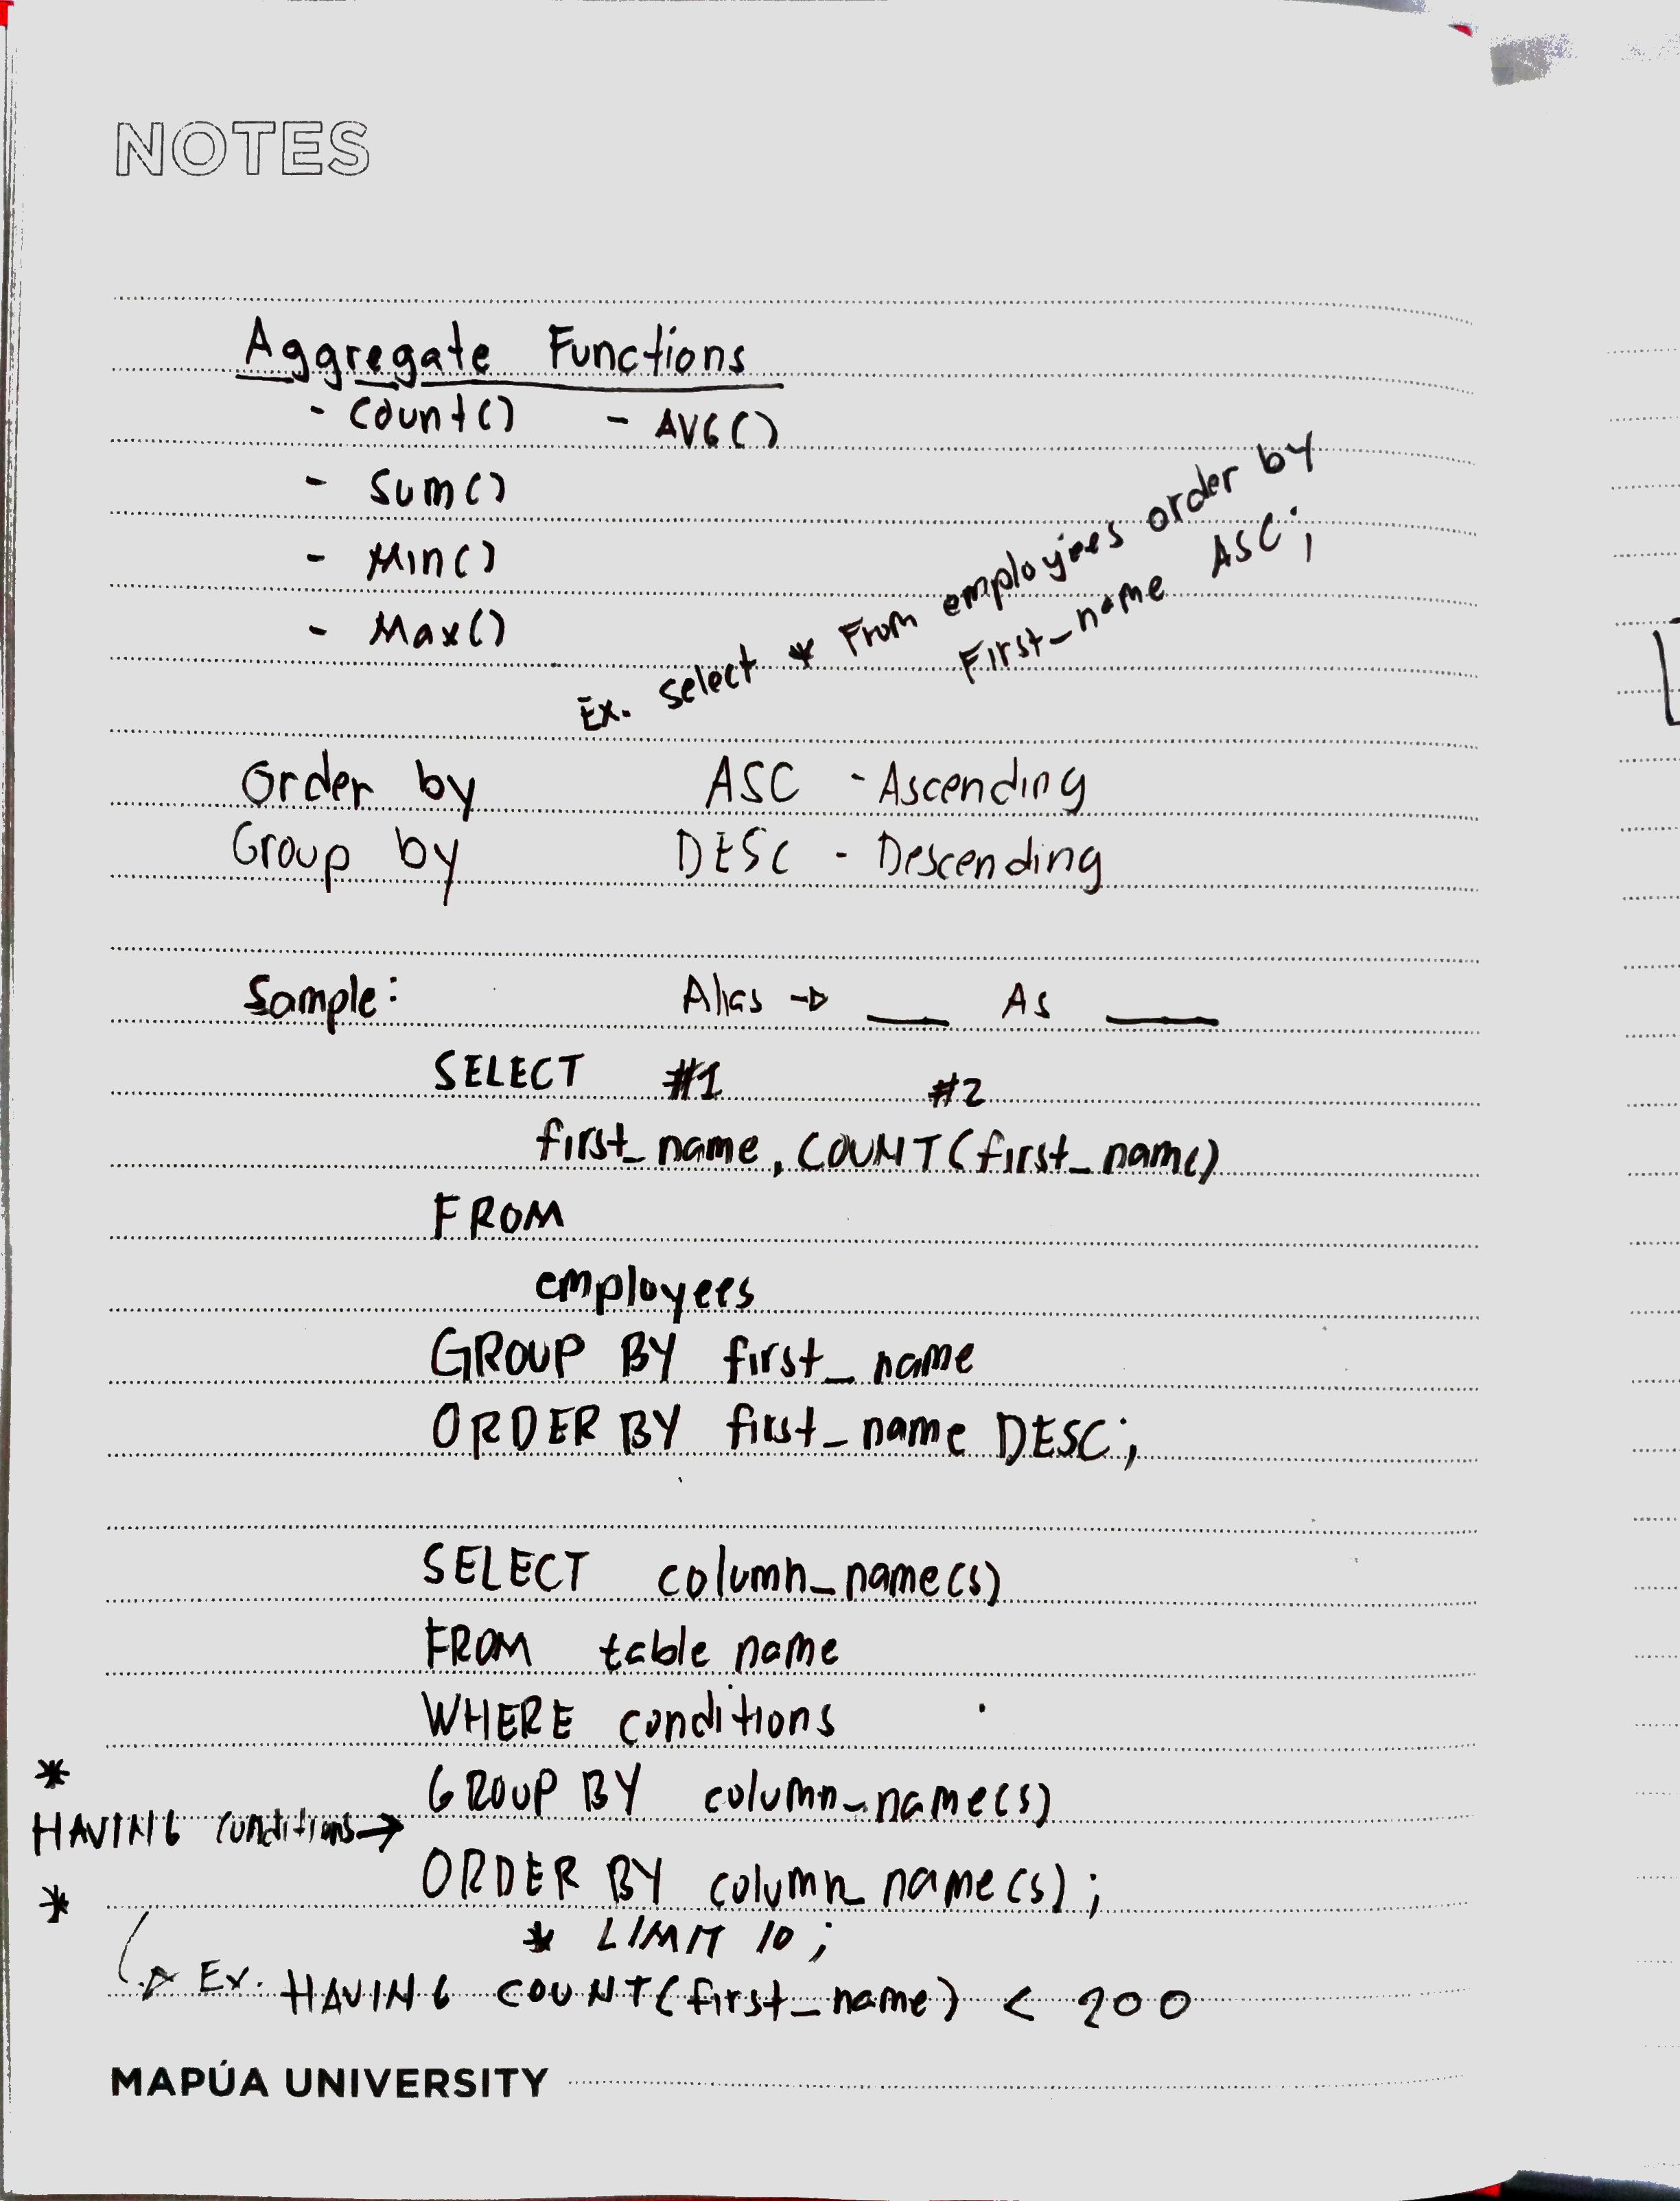 NOTES
Aggregate Functions
- Count() - AVG()
- Sum()
- Min()
- Max()
Ex. Select * From employees order by
First_name ASC;
Order by ASC - Ascending
Group by DESC - Descending
Sample: Alias → ___ As ___
SELECT #1 #2
first_name, COUNT(first_name)
FROM
employees
GROUP BY first_name
ORDER BY first_name DESC;
SELECT column_name(s)
FROM table name
WHERE conditions
*
GROUP BY column_name(s)
HAVING conditions →
ORDER BY column_name(s);
*
* LIMIT 10;
→ Ex. HAVING COUNT(first_name) < 200
MAPÚA UNIVERSITY